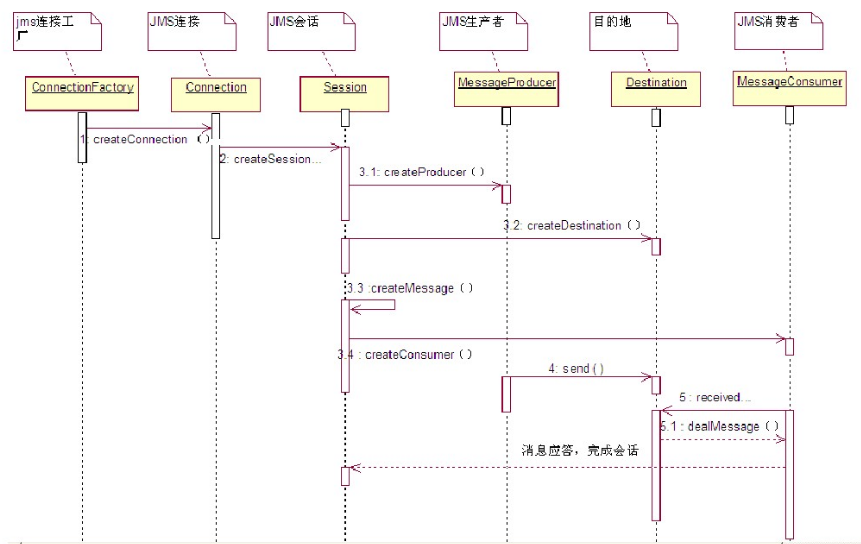 jms连接工
厂
JMS连接
JMS会话
JMS生产者
目的地
JMS消费者
ConnectionFactory
Connection
Session
MessageProducer
Destination
MessageConsumer
1: createConnection ()
2: createSession...
3.1: createProducer()
3.2: createDestination()
3.3 :createMessage()
3.4 : createConsumer()
4: send()
5 : received...
5.1 : dealMessage()
消息应答，完成会话